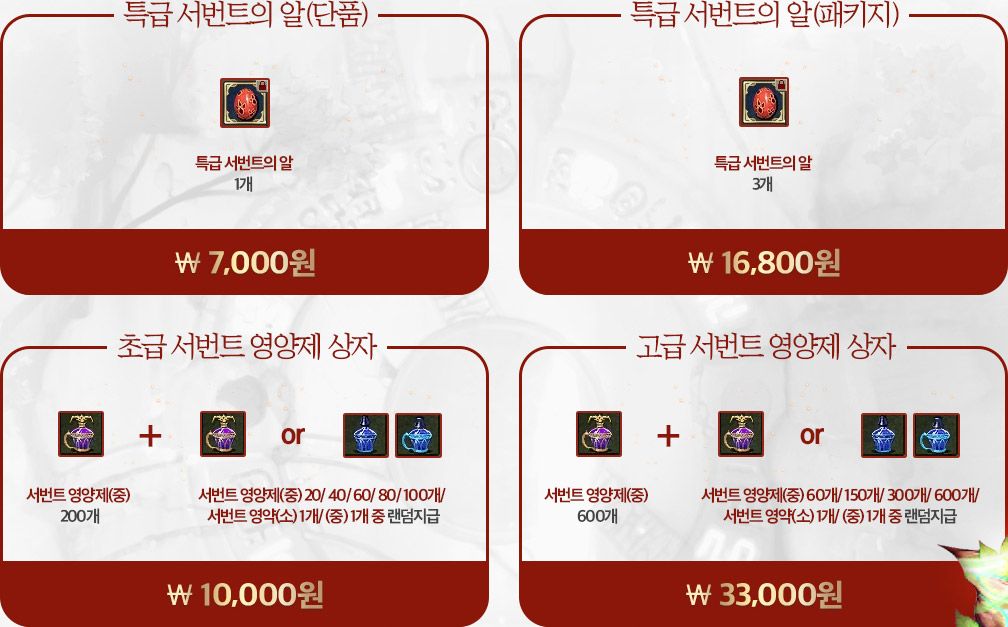 특급 서번트의 알(단품)
특급 서번트의 알
1개
₩ 7,000원
특급 서번트의 알(패키지)
특급 서번트의 알
3개
₩ 16,800원
초급 서번트 영양제 상자
+
or
서번트 영양제(중)
200개
서번트 영양제(중) 20/ 40/ 60/ 80/ 100개/
서번트 영약(소) 1개/ (중) 1개 중 랜덤지급
₩ 10,000원
고급 서번트 영양제 상자
+
or
서번트 영양제(중)
600개
서번트 영양제(중) 60개/ 150개/ 300개/ 600개/
서번트 영약(소) 1개/ (중) 1개 중 랜덤지급
₩ 33,000원